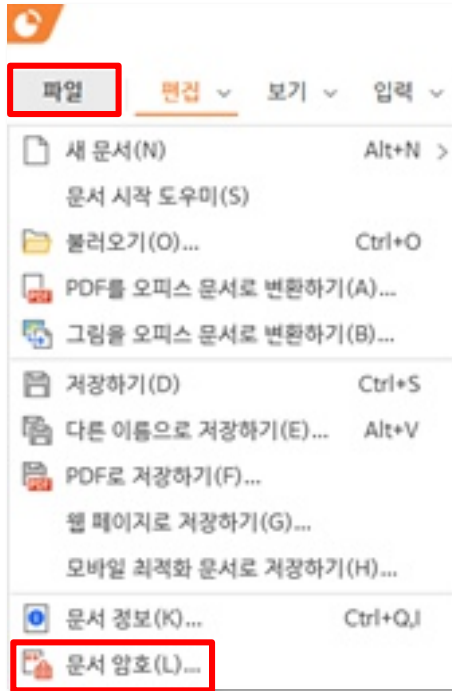 파일 편집 보기 입력
새 문서(N) Alt+N >
문서 시작 도우미(S)
불러오기(O)... Ctrl+O
PDF를 오피스 문서로 변환하기(A)...
그림을 오피스 문서로 변환하기(B)...
저장하기(D) Ctrl+S
다른 이름으로 저장하기(E)... Alt+V
PDF로 저장하기(F)...
웹 페이지로 저장하기(G)...
모바일 최적화 문서로 저장하기(H)...
문서 정보(K)... Ctrl+Q,I
문서 암호(L)...